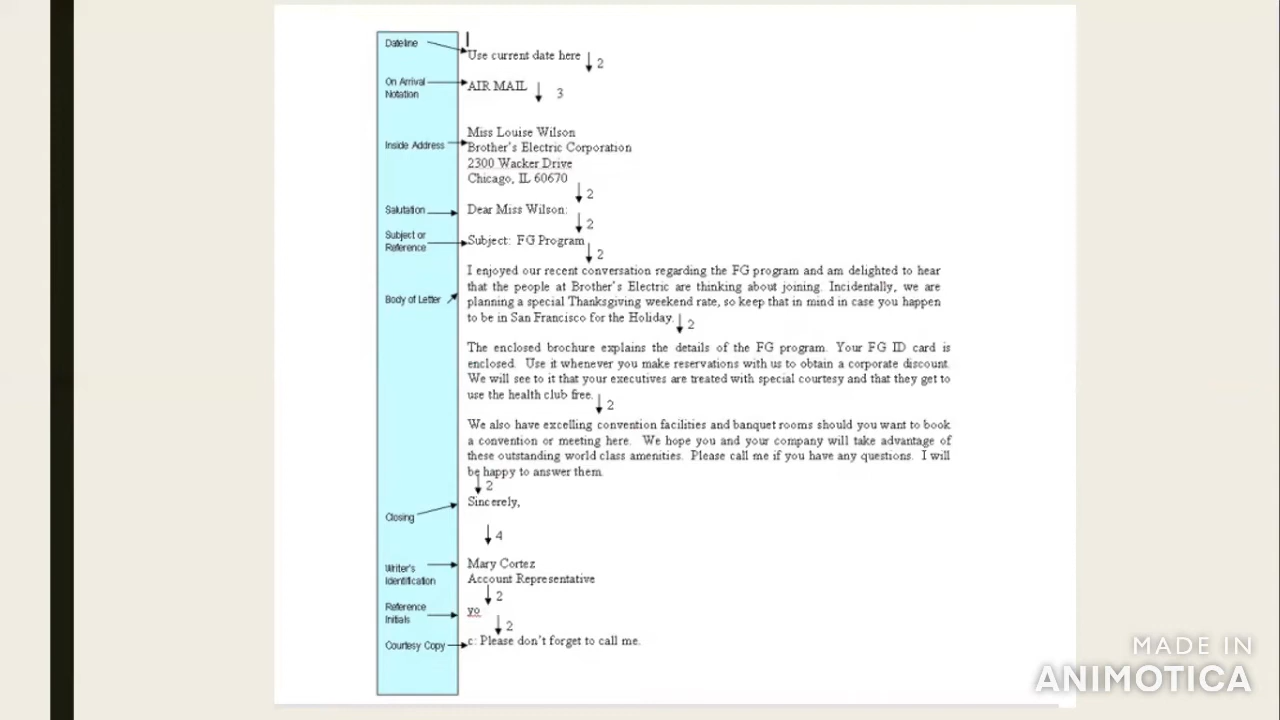 Dateline
Use current date here 2
On Arrival
Notation
AIR MAIL 3
Inside Address
Miss Louise Wilson
Brother's Electric Corporation
2300 Wacker Drive
Chicago, IL 60670
2
Salutation
Dear Miss Wilson:
2
Subject or
Reference
Subject: FG Program
2
Body of Letter
I enjoyed our recent conversation regarding the FG program and am delighted to hear
that the people at Brother's Electric are thinking about joining. Incidentally, we are
planning a special Thanksgiving weekend rate, so keep that in mind in case you happen
to be in San Francisco for the Holiday. 2
The enclosed brochure explains the details of the FG program. Your FG ID card is
enclosed. Use it whenever you make reservations with us to obtain a corporate discount.
We will see to it that your executives are treated with special courtesy and that they get to
use the health club free. 2
We also have excelling convention facilities and banquet rooms should you want to book
a convention or meeting here. We hope you and your company will take advantage of
these outstanding world class amenities. Please call me if you have any questions. I will
be happy to answer them.
2
Closing
Sincerely,
4
Writer's
Identification
Mary Cortez
Account Representative
2
Reference
Initials
yo
2
Courtesy Copy
c: Please don't forget to call me.
MADE IN
ANIMOTICA